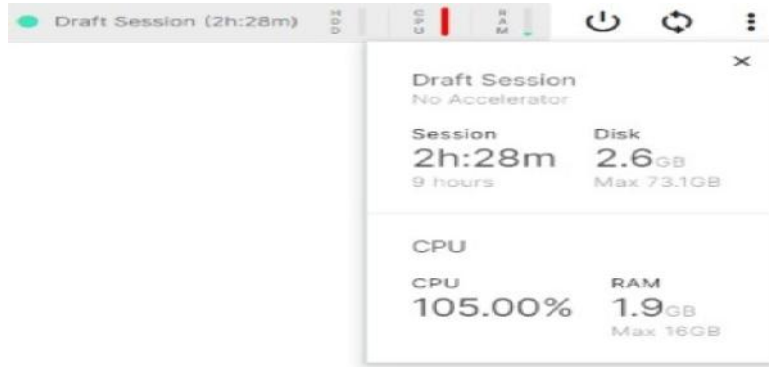 Draft Session (2h:28m) HDD CPU RAM
Draft Session
No Accelerator
Session Disk
2h:28m 2.6GB
9 hours Max 73.1GB
CPU
CPU RAM
105.00% 1.9GB
Max 16GB